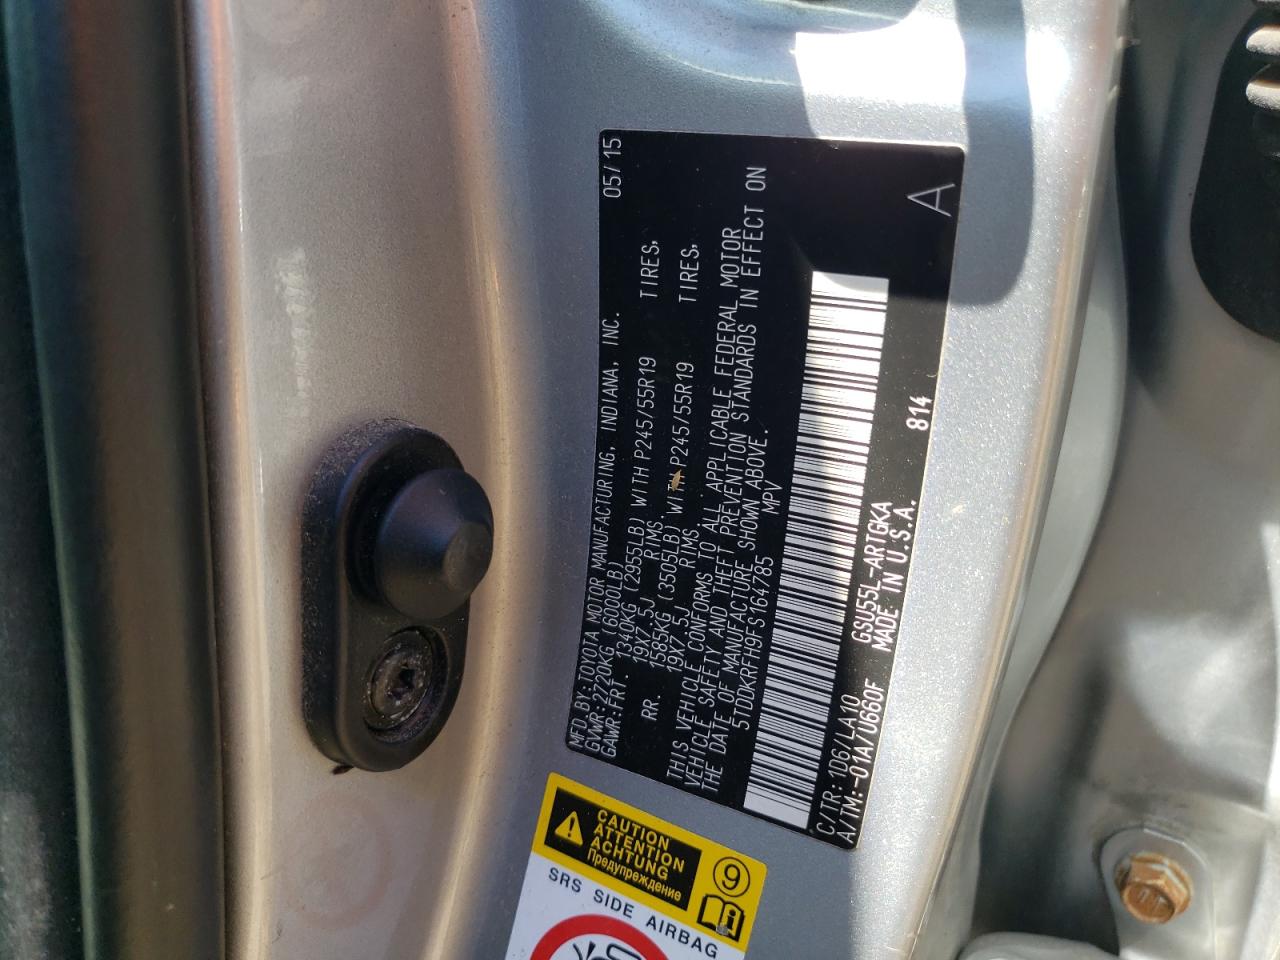 MFD.BY:TOYOTA MOTOR MANUFACTURING, INDIANA, INC. 05/15
GVWR:2720KG (6000LB)
GAWR:FRT. 1340KG (2955LB) WITH P245/55R19 TIRES,
19X7.5J RIMS
RR. 1585KG (3505LB) WITH P245/55R19 TIRES,
19X7.5J RIMS.
THIS VEHICLE CONFORMS TO ALL APPLICABLE FEDERAL MOTOR
VEHICLE SAFETY AND THEFT PREVENTION STANDARDS IN EFFECT ON
THE DATE OF MANUFACTURE SHOWN ABOVE.
5TDDKRFH9FS164785 MPV
C/TR:1D6/LA10 GSU55L-ARTGKA
A/TM:-01A/U660F MADE IN U.S.A. 814 A
CAUTION
ATTENTION
ACHTUNG
Предупреждение
9
i
SRS SIDE AIRBAG